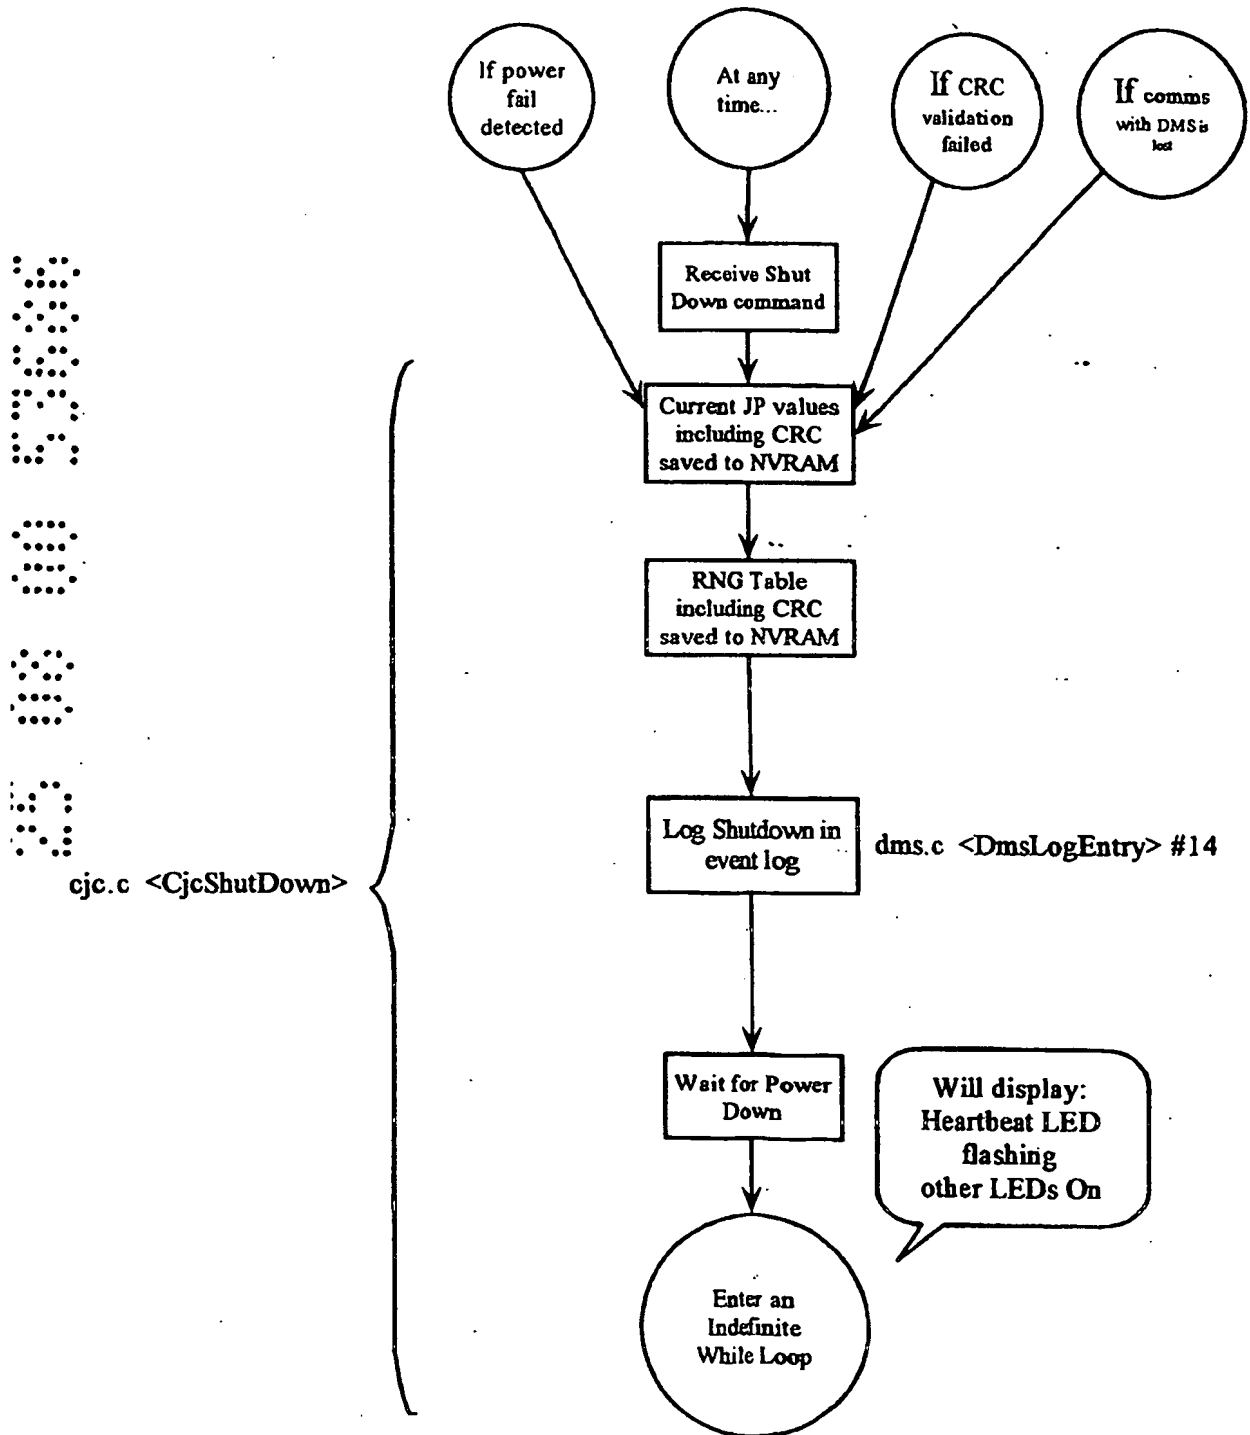 If power
fail
detected
At any
time...
If CRC
validation
failed
If comms
with DMS is
lost
Receive Shut
Down command
Current JP values
including CRC
saved to NVRAM
RNG Table
including CRC
saved to NVRAM
Log Shutdown in
event log
dms.c <DmsLogEntry> #14
cjc.c <CjcShutDown>
Wait for Power
Down
Will display:
Heartbeat LED
flashing
other LEDs On
Enter an
Indefinite
While Loop